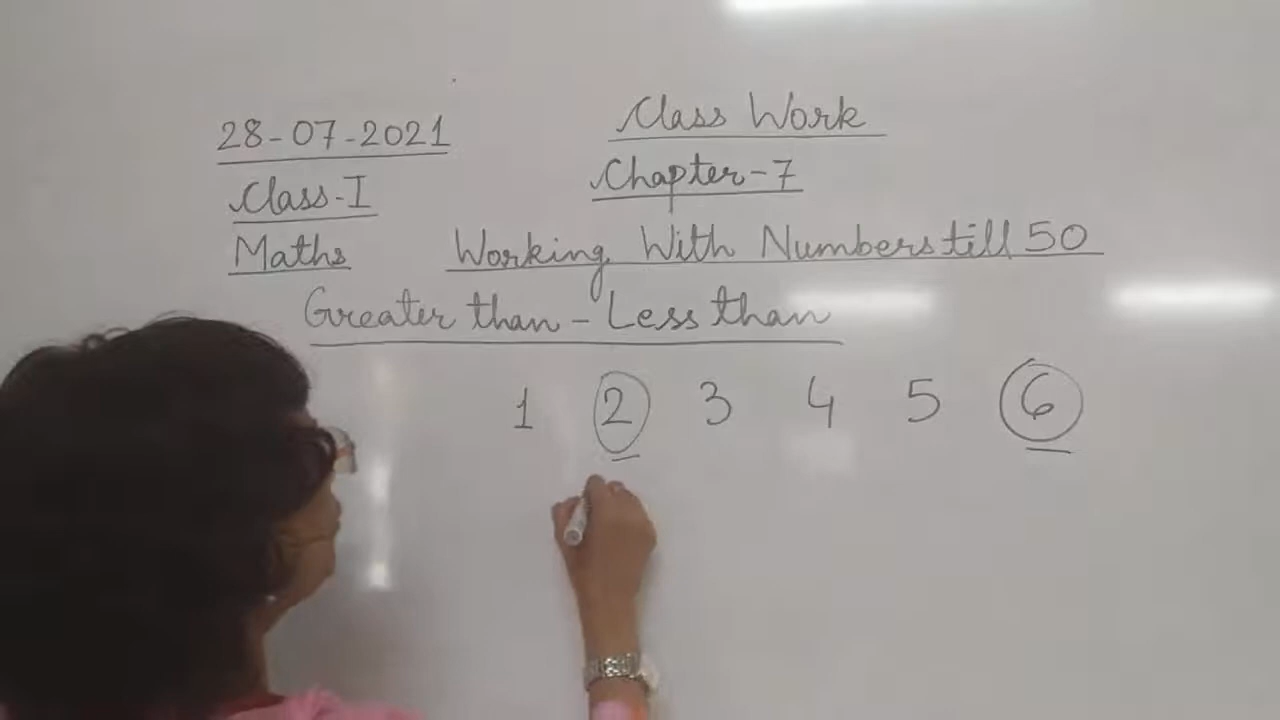 28-07-2021 Class Work
Class-I Chapter-7
Maths Working With Numbers till 50
Greater than - Less than
1 2 3 4 5 6